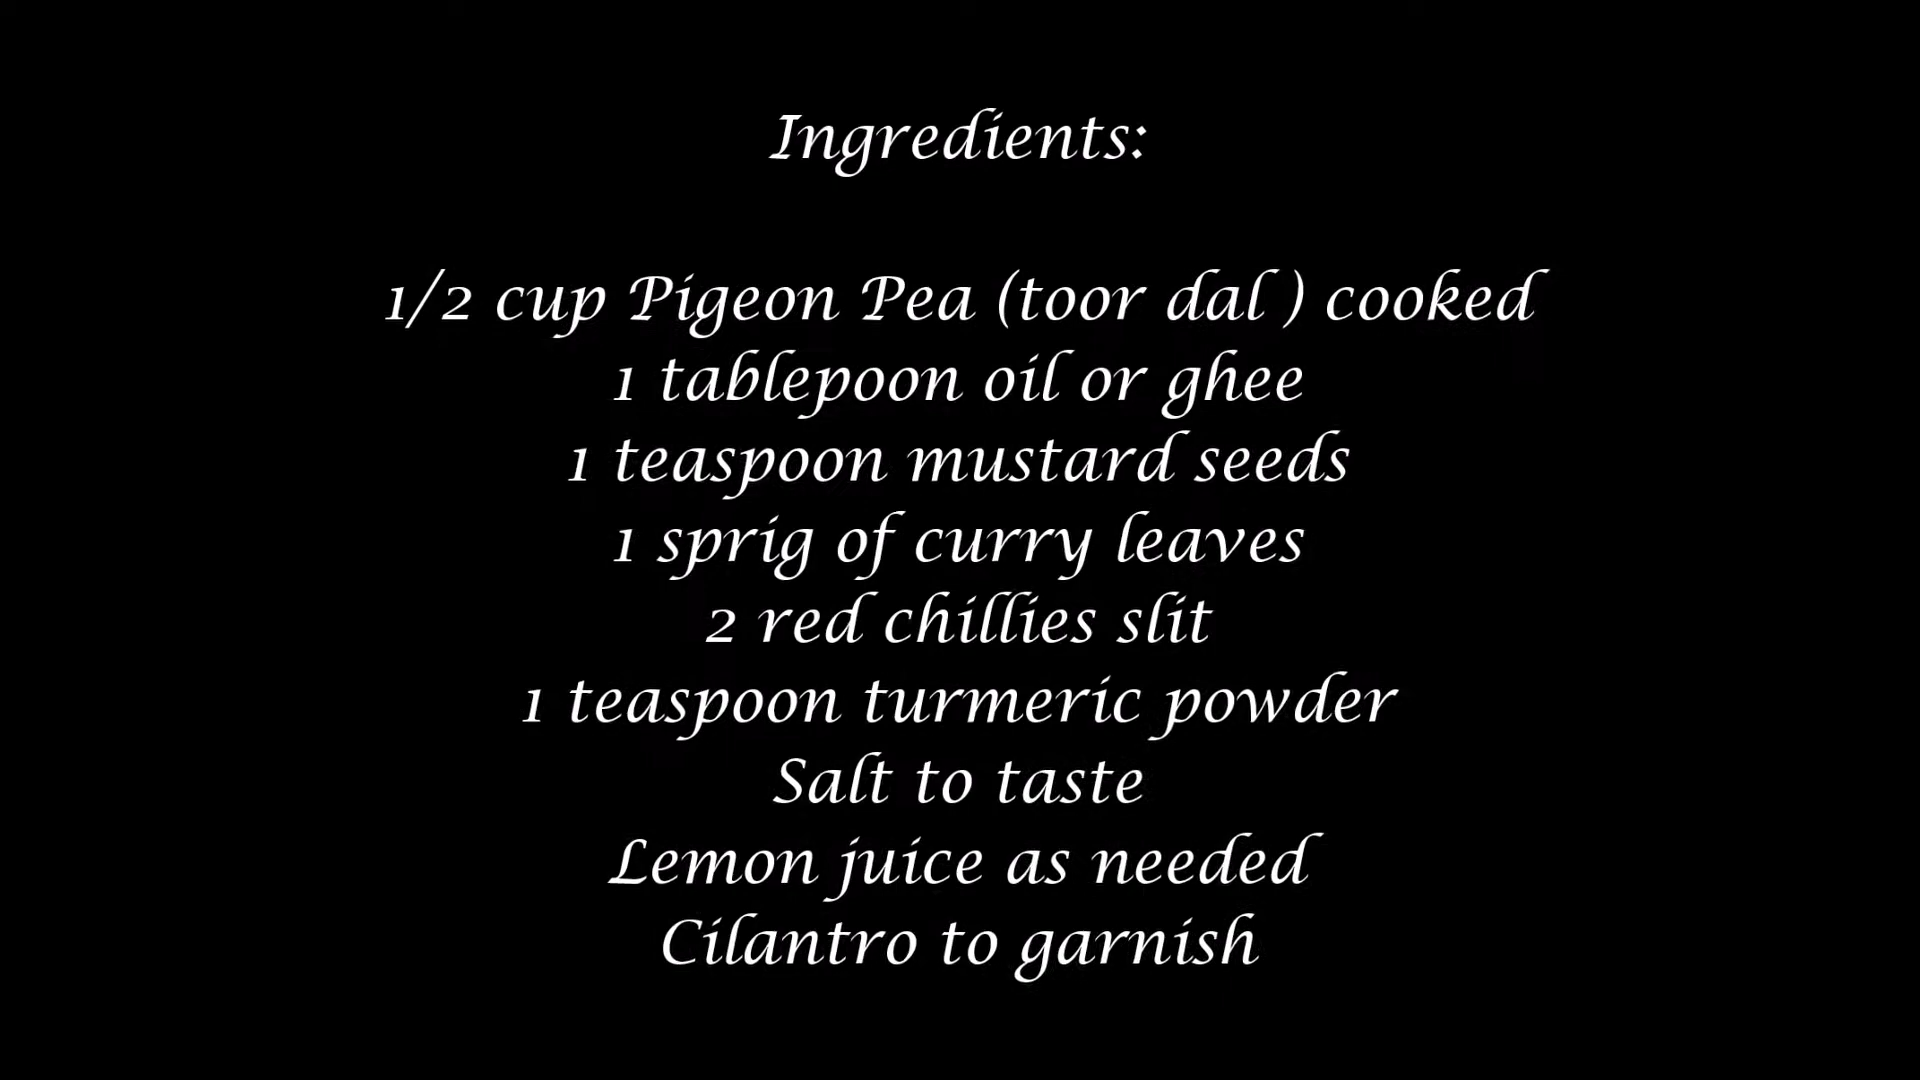 Ingredients:
1/2 cup Pigeon Pea (toor dal ) cooked
1 tablepoon oil or ghee
1 teaspoon mustard seeds
1 sprig of curry leaves
2 red chillies slit
1 teaspoon turmeric powder
Salt to taste
Lemon juice as needed
Cilantro to garnish